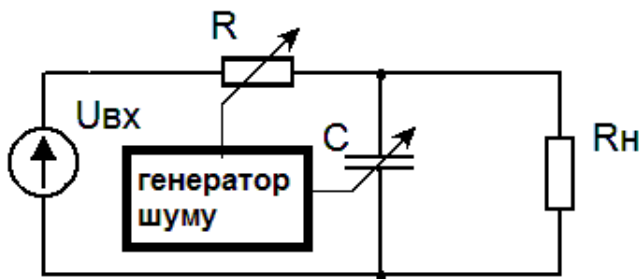 R
Uвх
C
Rн
генератор
шуму